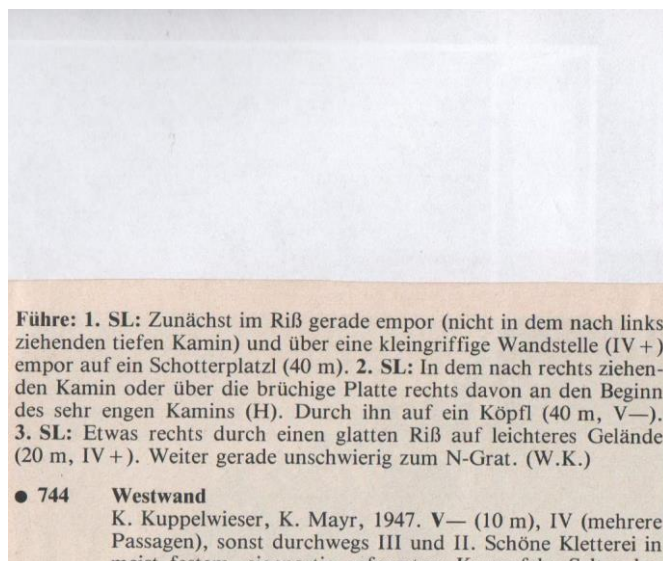 Führe: 1. SL: Zunächst im Riß gerade empor (nicht in dem nach links
ziehenden tiefen Kamin) und über eine kleingriffige Wandstelle (IV+)
empor auf ein Schotterplatzl (40 m). 2. SL: In dem nach rechts ziehen-
den Kamin oder über die brüchige Platte rechts davon an den Beginn
des sehr engen Kamins (H). Durch ihn auf ein Köpfl (40 m, V—).
3. SL: Etwas rechts durch einen glatten Riß auf leichteres Gelände
(20 m, IV+). Weiter gerade unschwierig zum N-Grat. (W.K.)
● 744 Westwand
K. Kuppelwieser, K. Mayr, 1947. V— (10 m), IV (mehrere
Passagen), sonst durchwegs III und II. Schöne Kletterei in